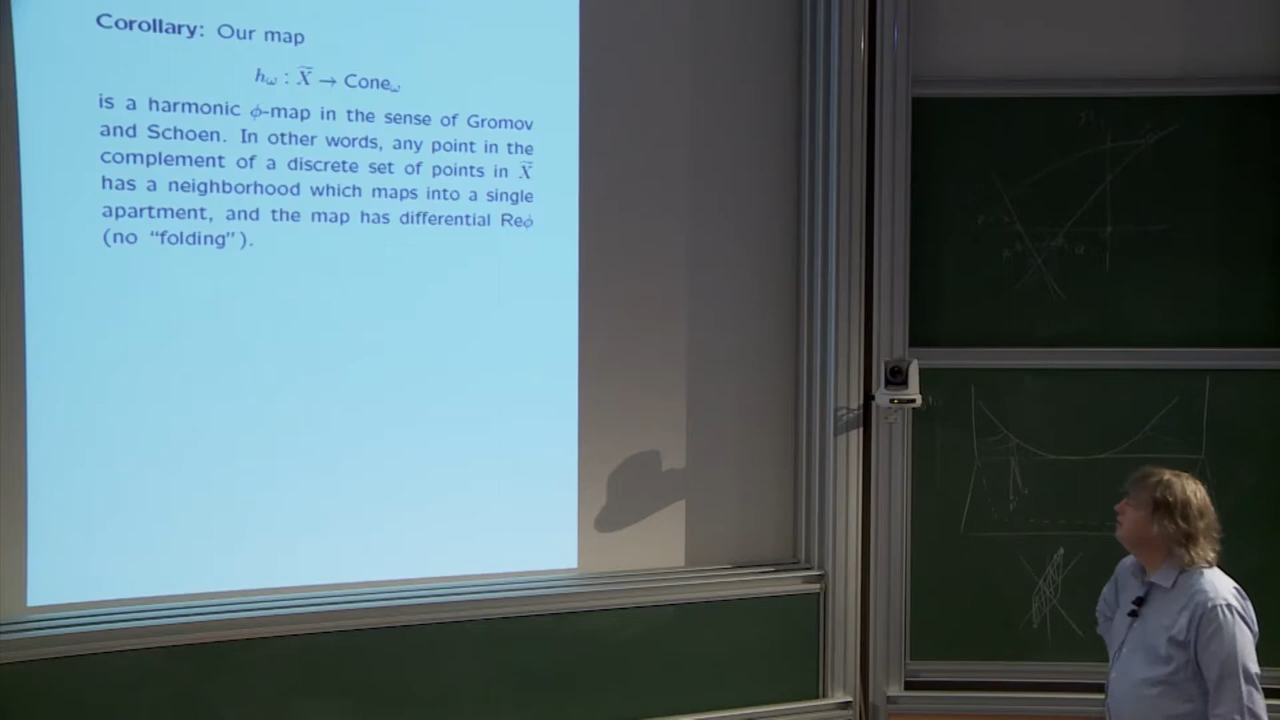 Corollary: Our map
h_ω : X̃ → Cone_ω
is a harmonic ϕ-map in the sense of Gromov
and Schoen. In other words, any point in the
complement of a discrete set of points in X̃
has a neighborhood which maps into a single
apartment, and the map has differential Reϕ
(no “folding”).